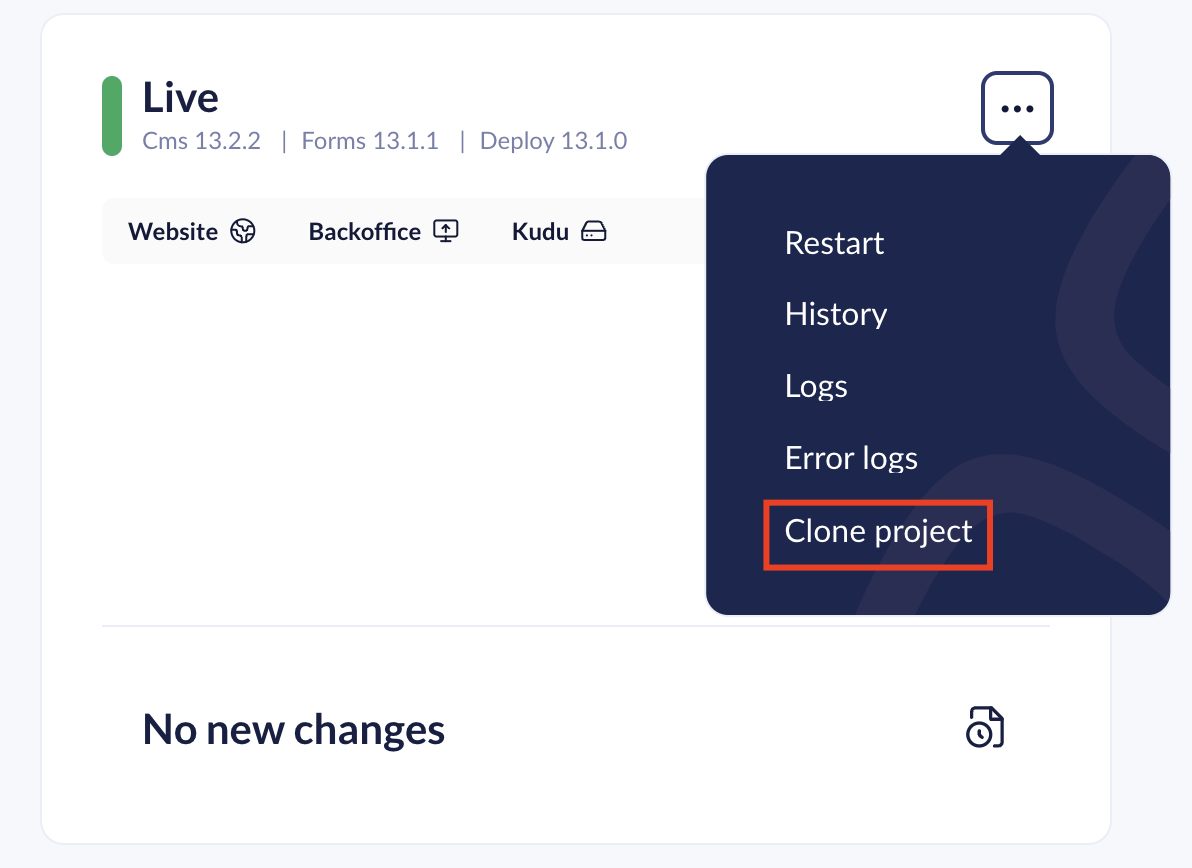 Live
Cms 13.2.2 | Forms 13.1.1 | Deploy 13.1.0
Website Backoffice Kudu
Restart
History
Logs
Error logs
Clone project
No new changes